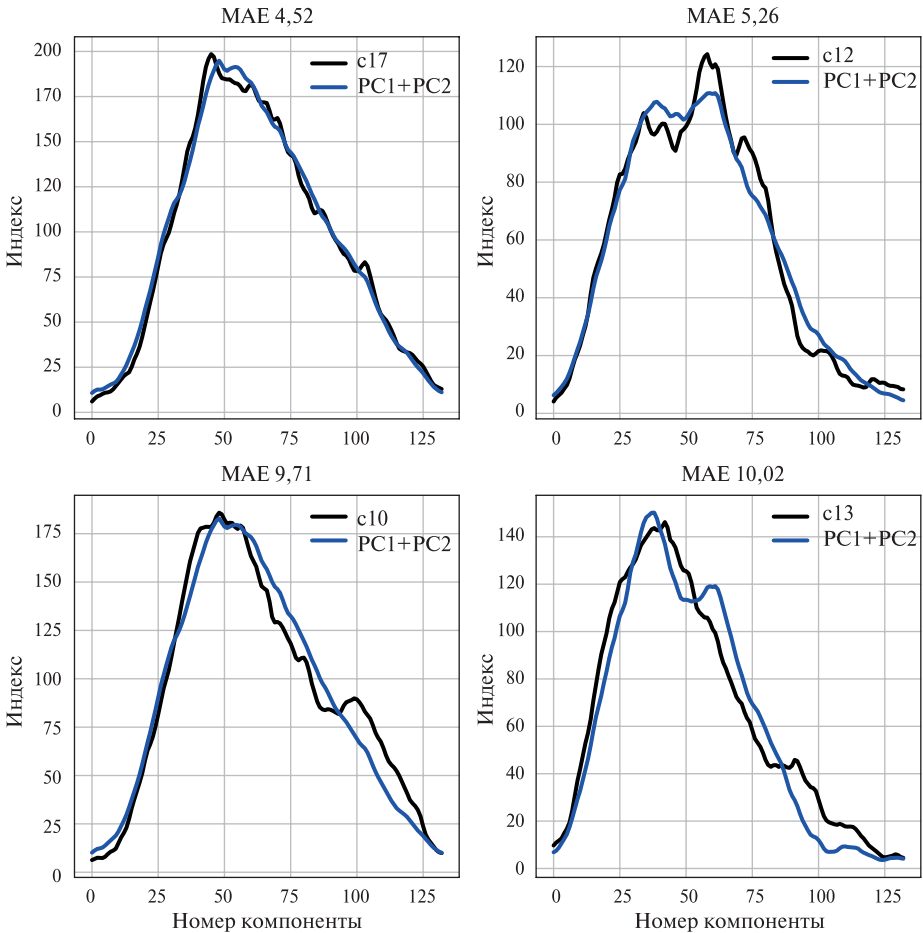 MAE 4,52
MAE 5,26
c17
PC1+PC2
c12
PC1+PC2
Индекс
200
170
150
120
100
75
50
25
0
Индекс
120
100
80
60
40
20
0
0 25 50 75 100 125
0 25 50 75 100 125
MAE 9,71
MAE 10,02
c10
PC1+PC2
c13
PC1+PC2
Индекс
175
150
125
100
75
50
25
0
Индекс
140
120
100
80
60
40
20
0
0 25 50 75 100 125
0 25 50 75 100 125
Номер компоненты
Номер компоненты